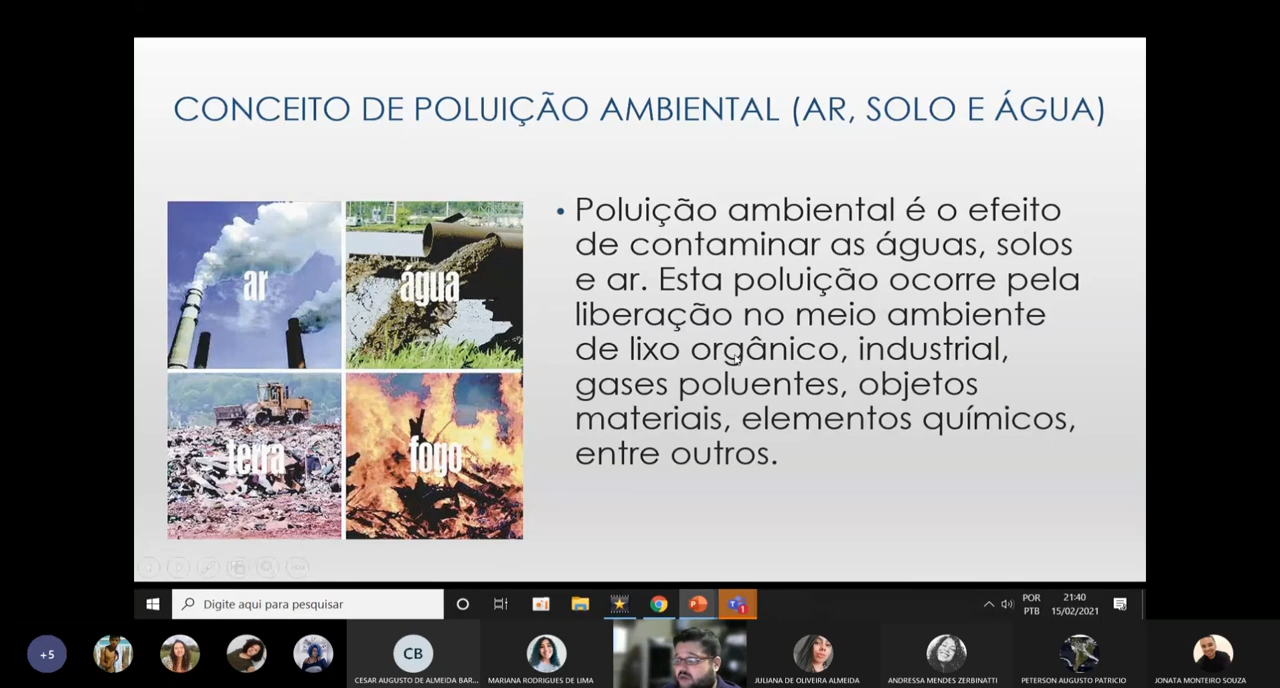 CONCEITO DE POLUIÇÃO AMBIENTAL (AR, SOLO E ÁGUA)
ar
água
terra
fogo
• Poluição ambiental é o efeito
de contaminar as águas, solos
e ar. Esta poluição ocorre pela
liberação no meio ambiente
de lixo orgânico, industrial,
gases poluentes, objetos
materiais, elementos químicos,
entre outros.
Digite aqui para pesquisar
POR
PTB
21:40
15/02/2021
+5
CB
CESAR AUGUSTO DE ALMEIDA BAR...
MARIANA RODRIGUES DE LIMA
JULIANA DE OLIVEIRA ALMEIDA
ANDRESSA MENDES ZERBINATTI
PETERSON AUGUSTO PATRICIO
JONATA MONTEIRO SOUZA